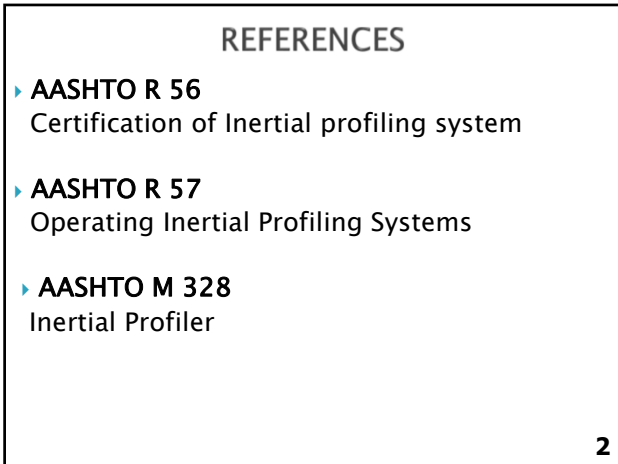 REFERENCES
AASHTO R 56
Certification of Inertial profiling system
AASHTO R 57
Operating Inertial Profiling Systems
AASHTO M 328
Inertial Profiler
2